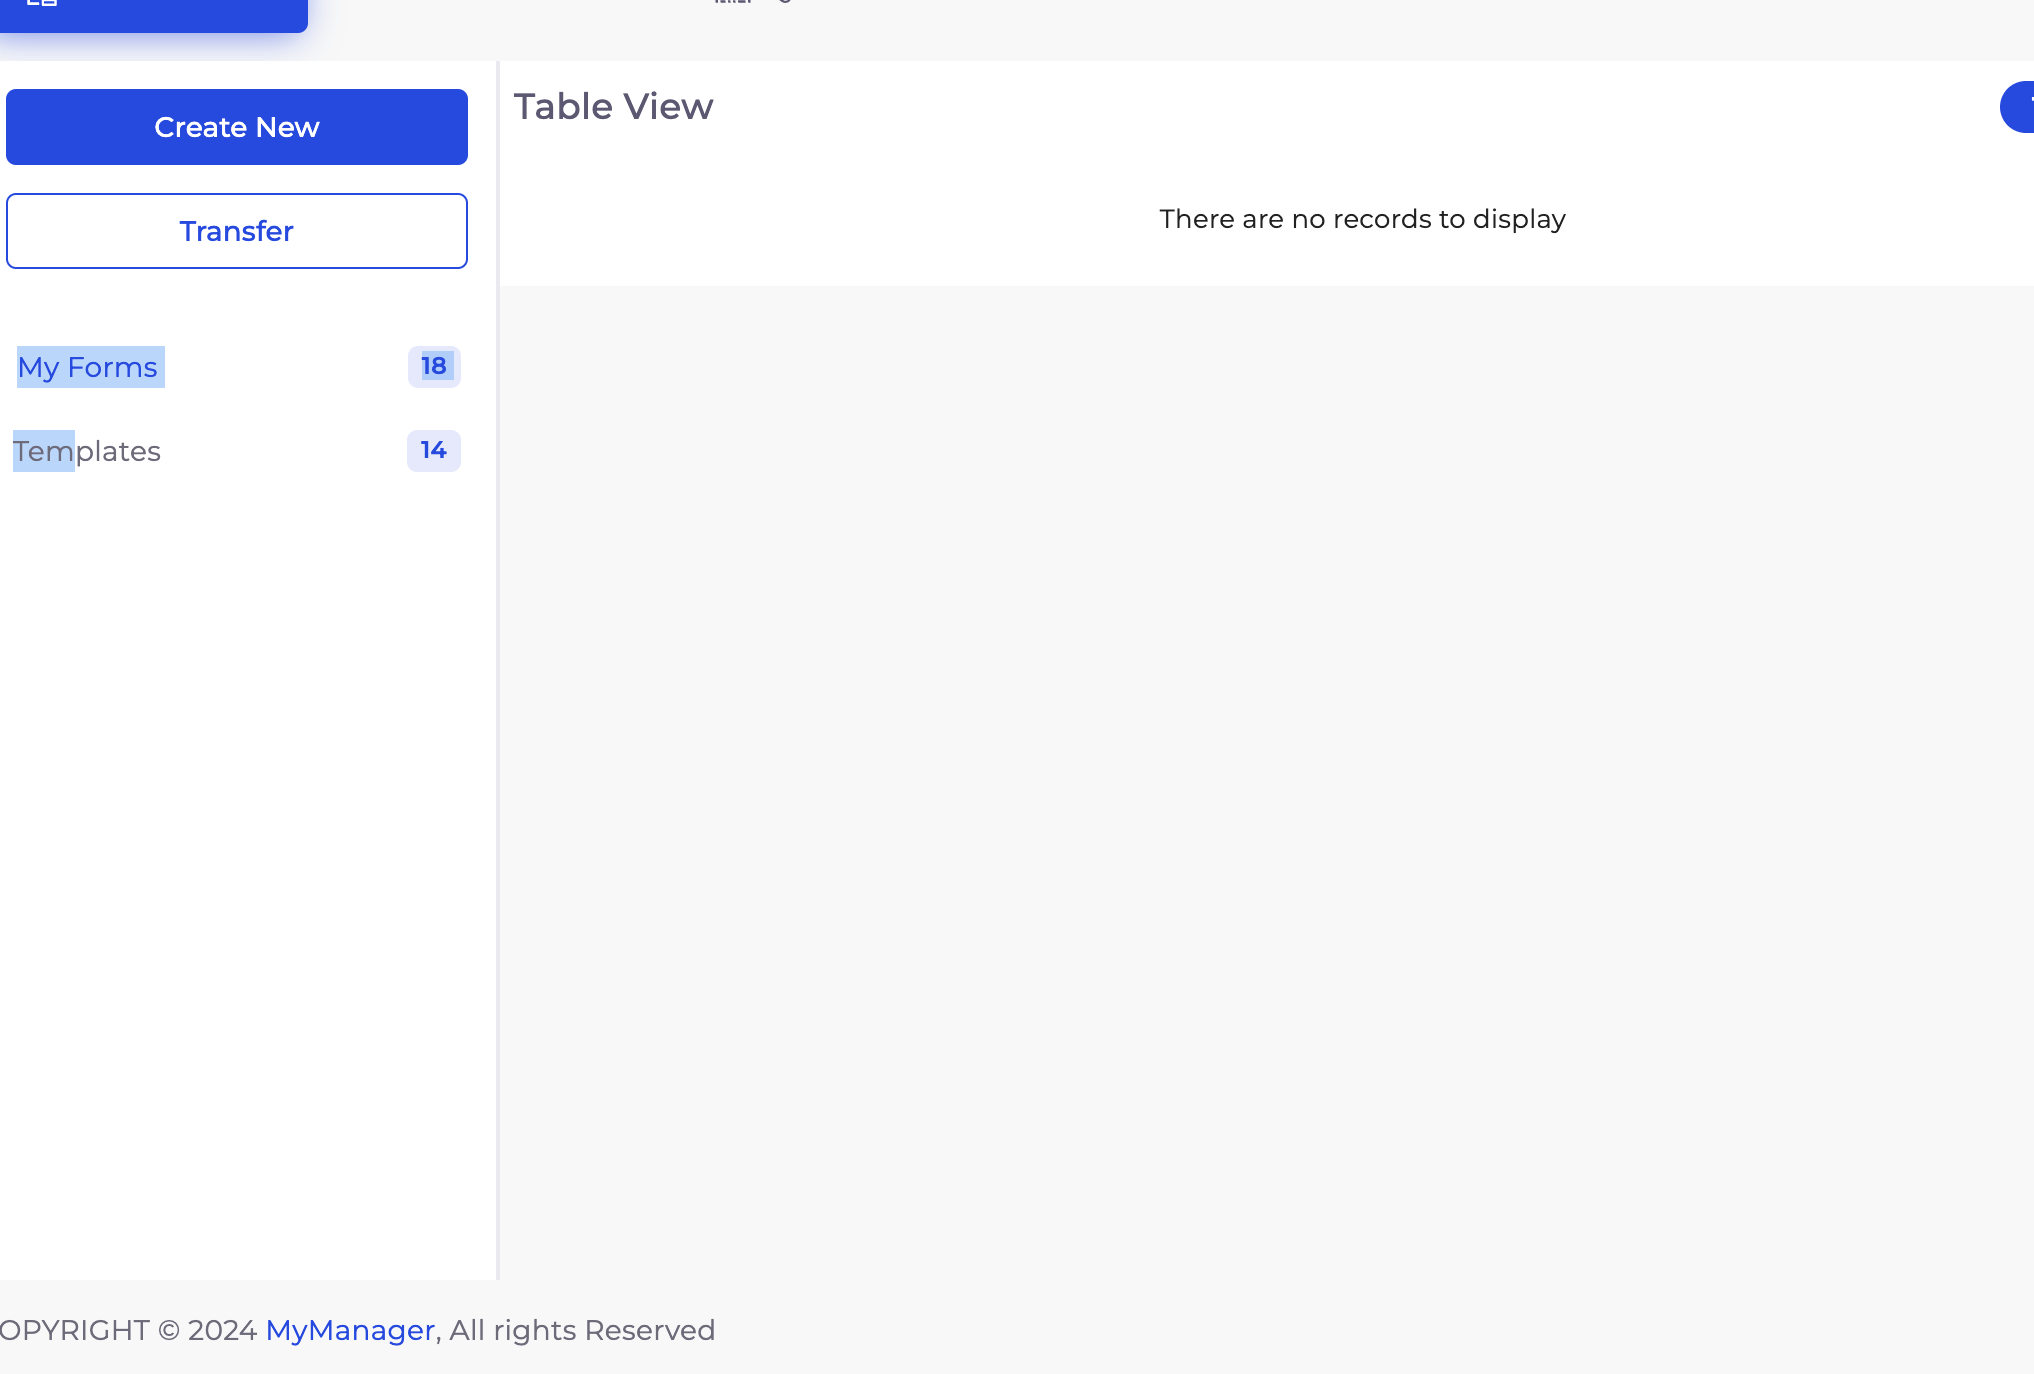 Create New
Table View
Transfer
There are no records to display
My Forms 18
Templates 14
OPYRIGHT © 2024 MyManager, All rights Reserved